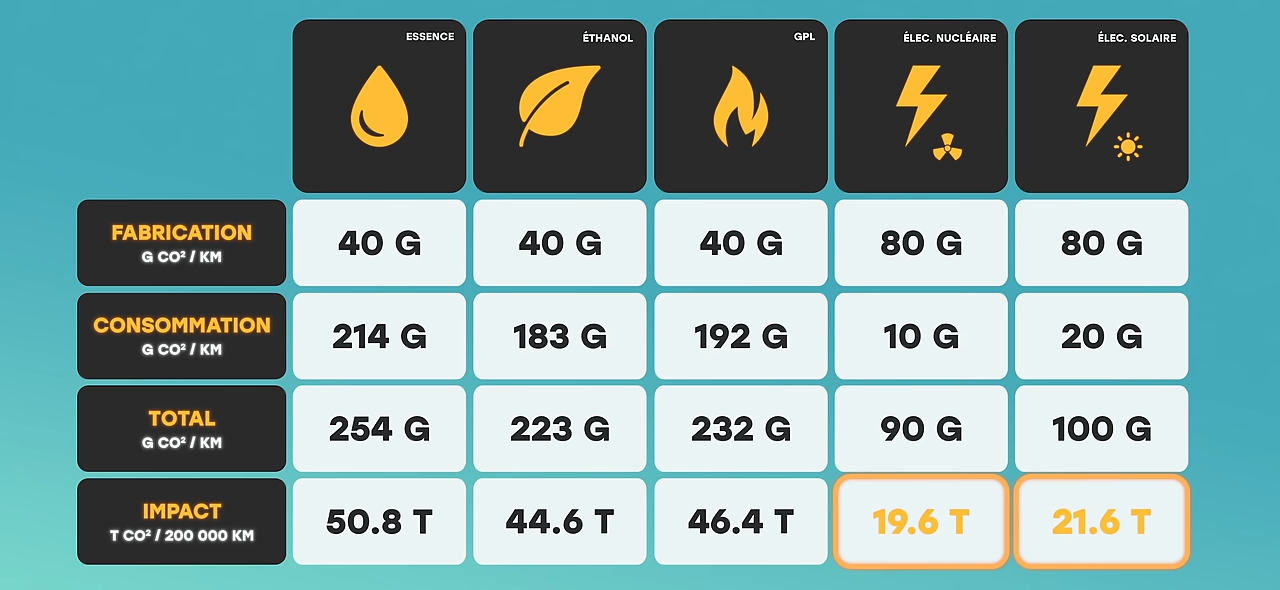 ESSENCE
ÉTHANOL
GPL
ÉLEC. NUCLÉAIRE
ÉLEC. SOLAIRE
FABRICATION
G CO² / KM
40 G
40 G
40 G
80 G
80 G
CONSOMMATION
G CO² / KM
214 G
183 G
192 G
10 G
20 G
TOTAL
G CO² / KM
254 G
223 G
232 G
90 G
100 G
IMPACT
T CO² / 200 000 KM
50.8 T
44.6 T
46.4 T
19.6 T
21.6 T